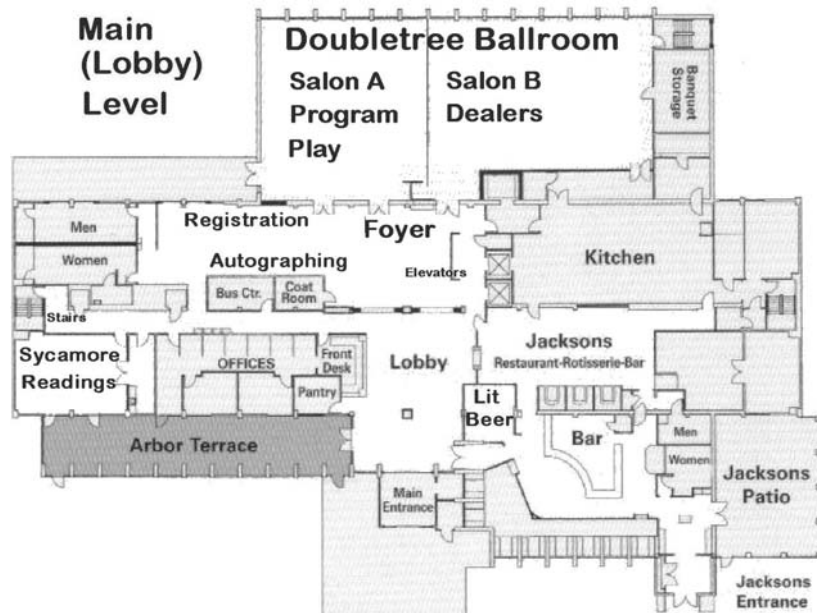 Main
(Lobby)
Level
Doubletree Ballroom
Salon A
Program
Play
Salon B
Dealers
Banquet
Storage
Men
Women
Registration
Foyer
Autographing
Elevators
Kitchen
Bus Ctr.
Coat
Room
Stairs
Sycamore
Readings
OFFICES
Front
Desk
Pantry
Lobby
Jacksons
Restaurant-Rotisserie-Bar
Lit
Beer
Bar
Men
Women
Arbor Terrace
Main
Entrance
Jacksons
Patio
Jacksons
Entrance